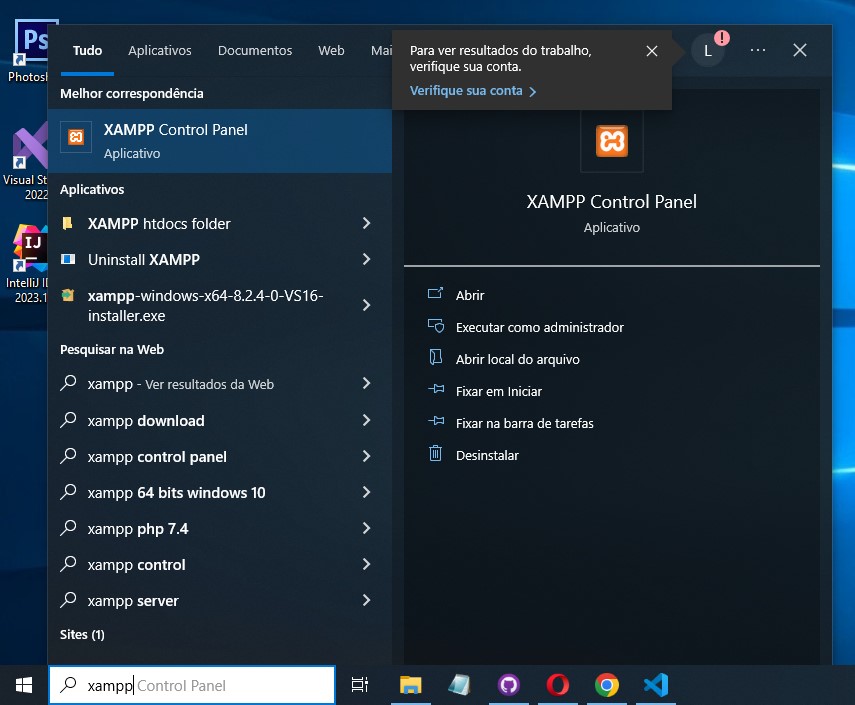 Ps
Photosh
Visual St
2022
IJ
IntelliJ ID
2023.1
Tudo
Aplicativos
Documentos
Web
Mai
Para ver resultados do trabalho,
verifique sua conta.
Verifique sua conta
L
!
Melhor correspondência
XAMPP Control Panel
Aplicativo
Aplicativos
XAMPP htdocs folder
Uninstall XAMPP
xampp-windows-x64-8.2.4-0-VS16-
installer.exe
Pesquisar na Web
xampp - Ver resultados da Web
xampp download
xampp control panel
xampp 64 bits windows 10
xampp php 7.4
xampp control
xampp server
Sites (1)
XAMPP Control Panel
Aplicativo
Abrir
Executar como administrador
Abrir local do arquivo
Fixar em Iniciar
Fixar na barra de tarefas
Desinstalar
xampp Control Panel